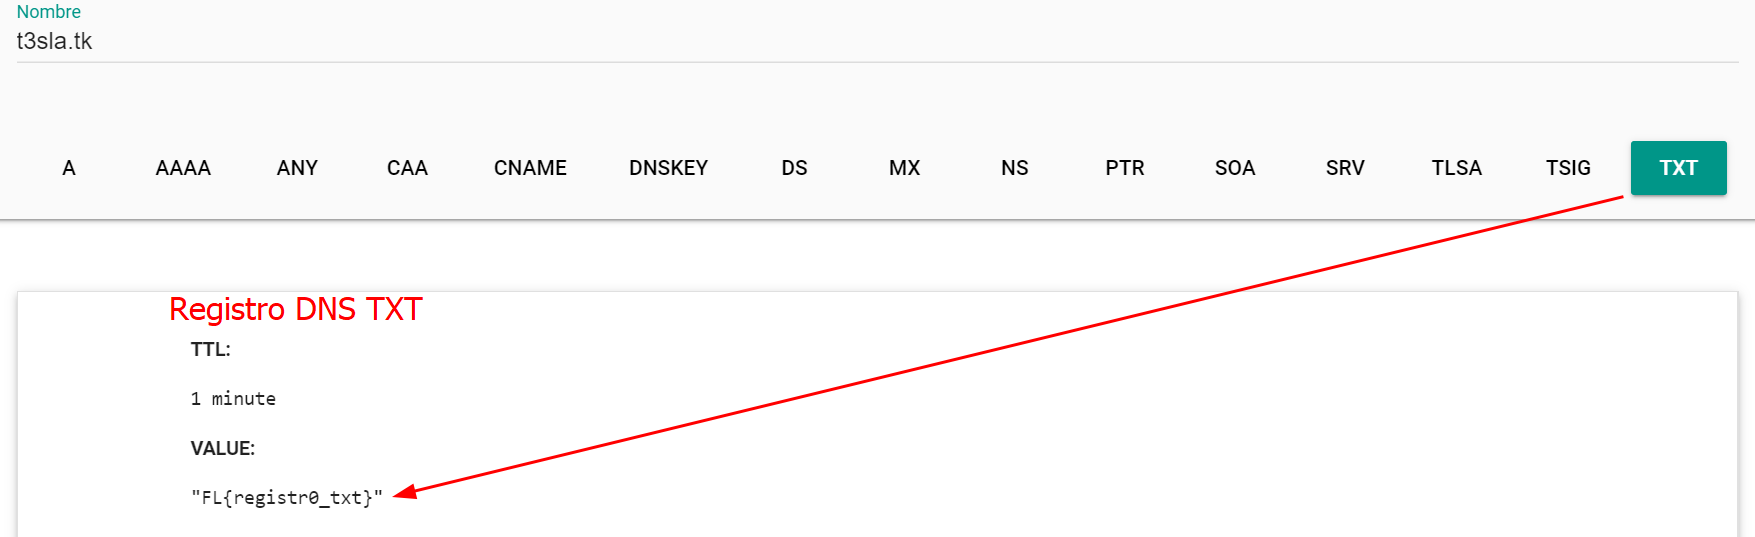 Nombre
t3sla.tk
A AAAA ANY CAA CNAME DNSKEY DS MX NS PTR SOA SRV TLSA TSIG TXT
Registro DNS TXT
TTL:
1 minute
VALUE:
"FL{registr0_txt}"